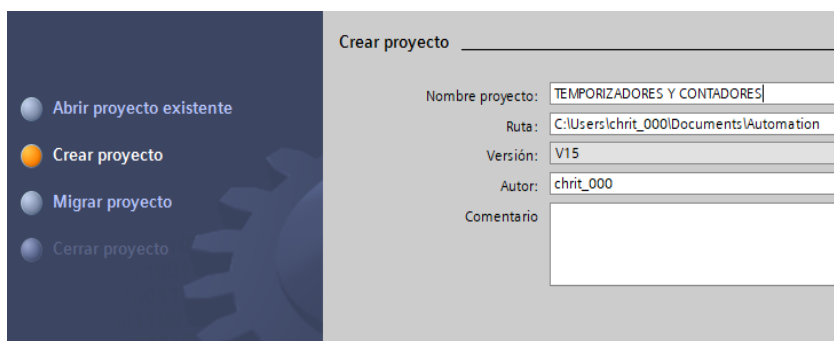 Abrir proyecto existente
Crear proyecto
Migrar proyecto
Cerrar proyecto
Crear proyecto
Nombre proyecto: TEMPORIZADORES Y CONTADORES
Ruta: C:\Users\chrit_000\Documents\Automation
Versión: V15
Autor: chrit_000
Comentario